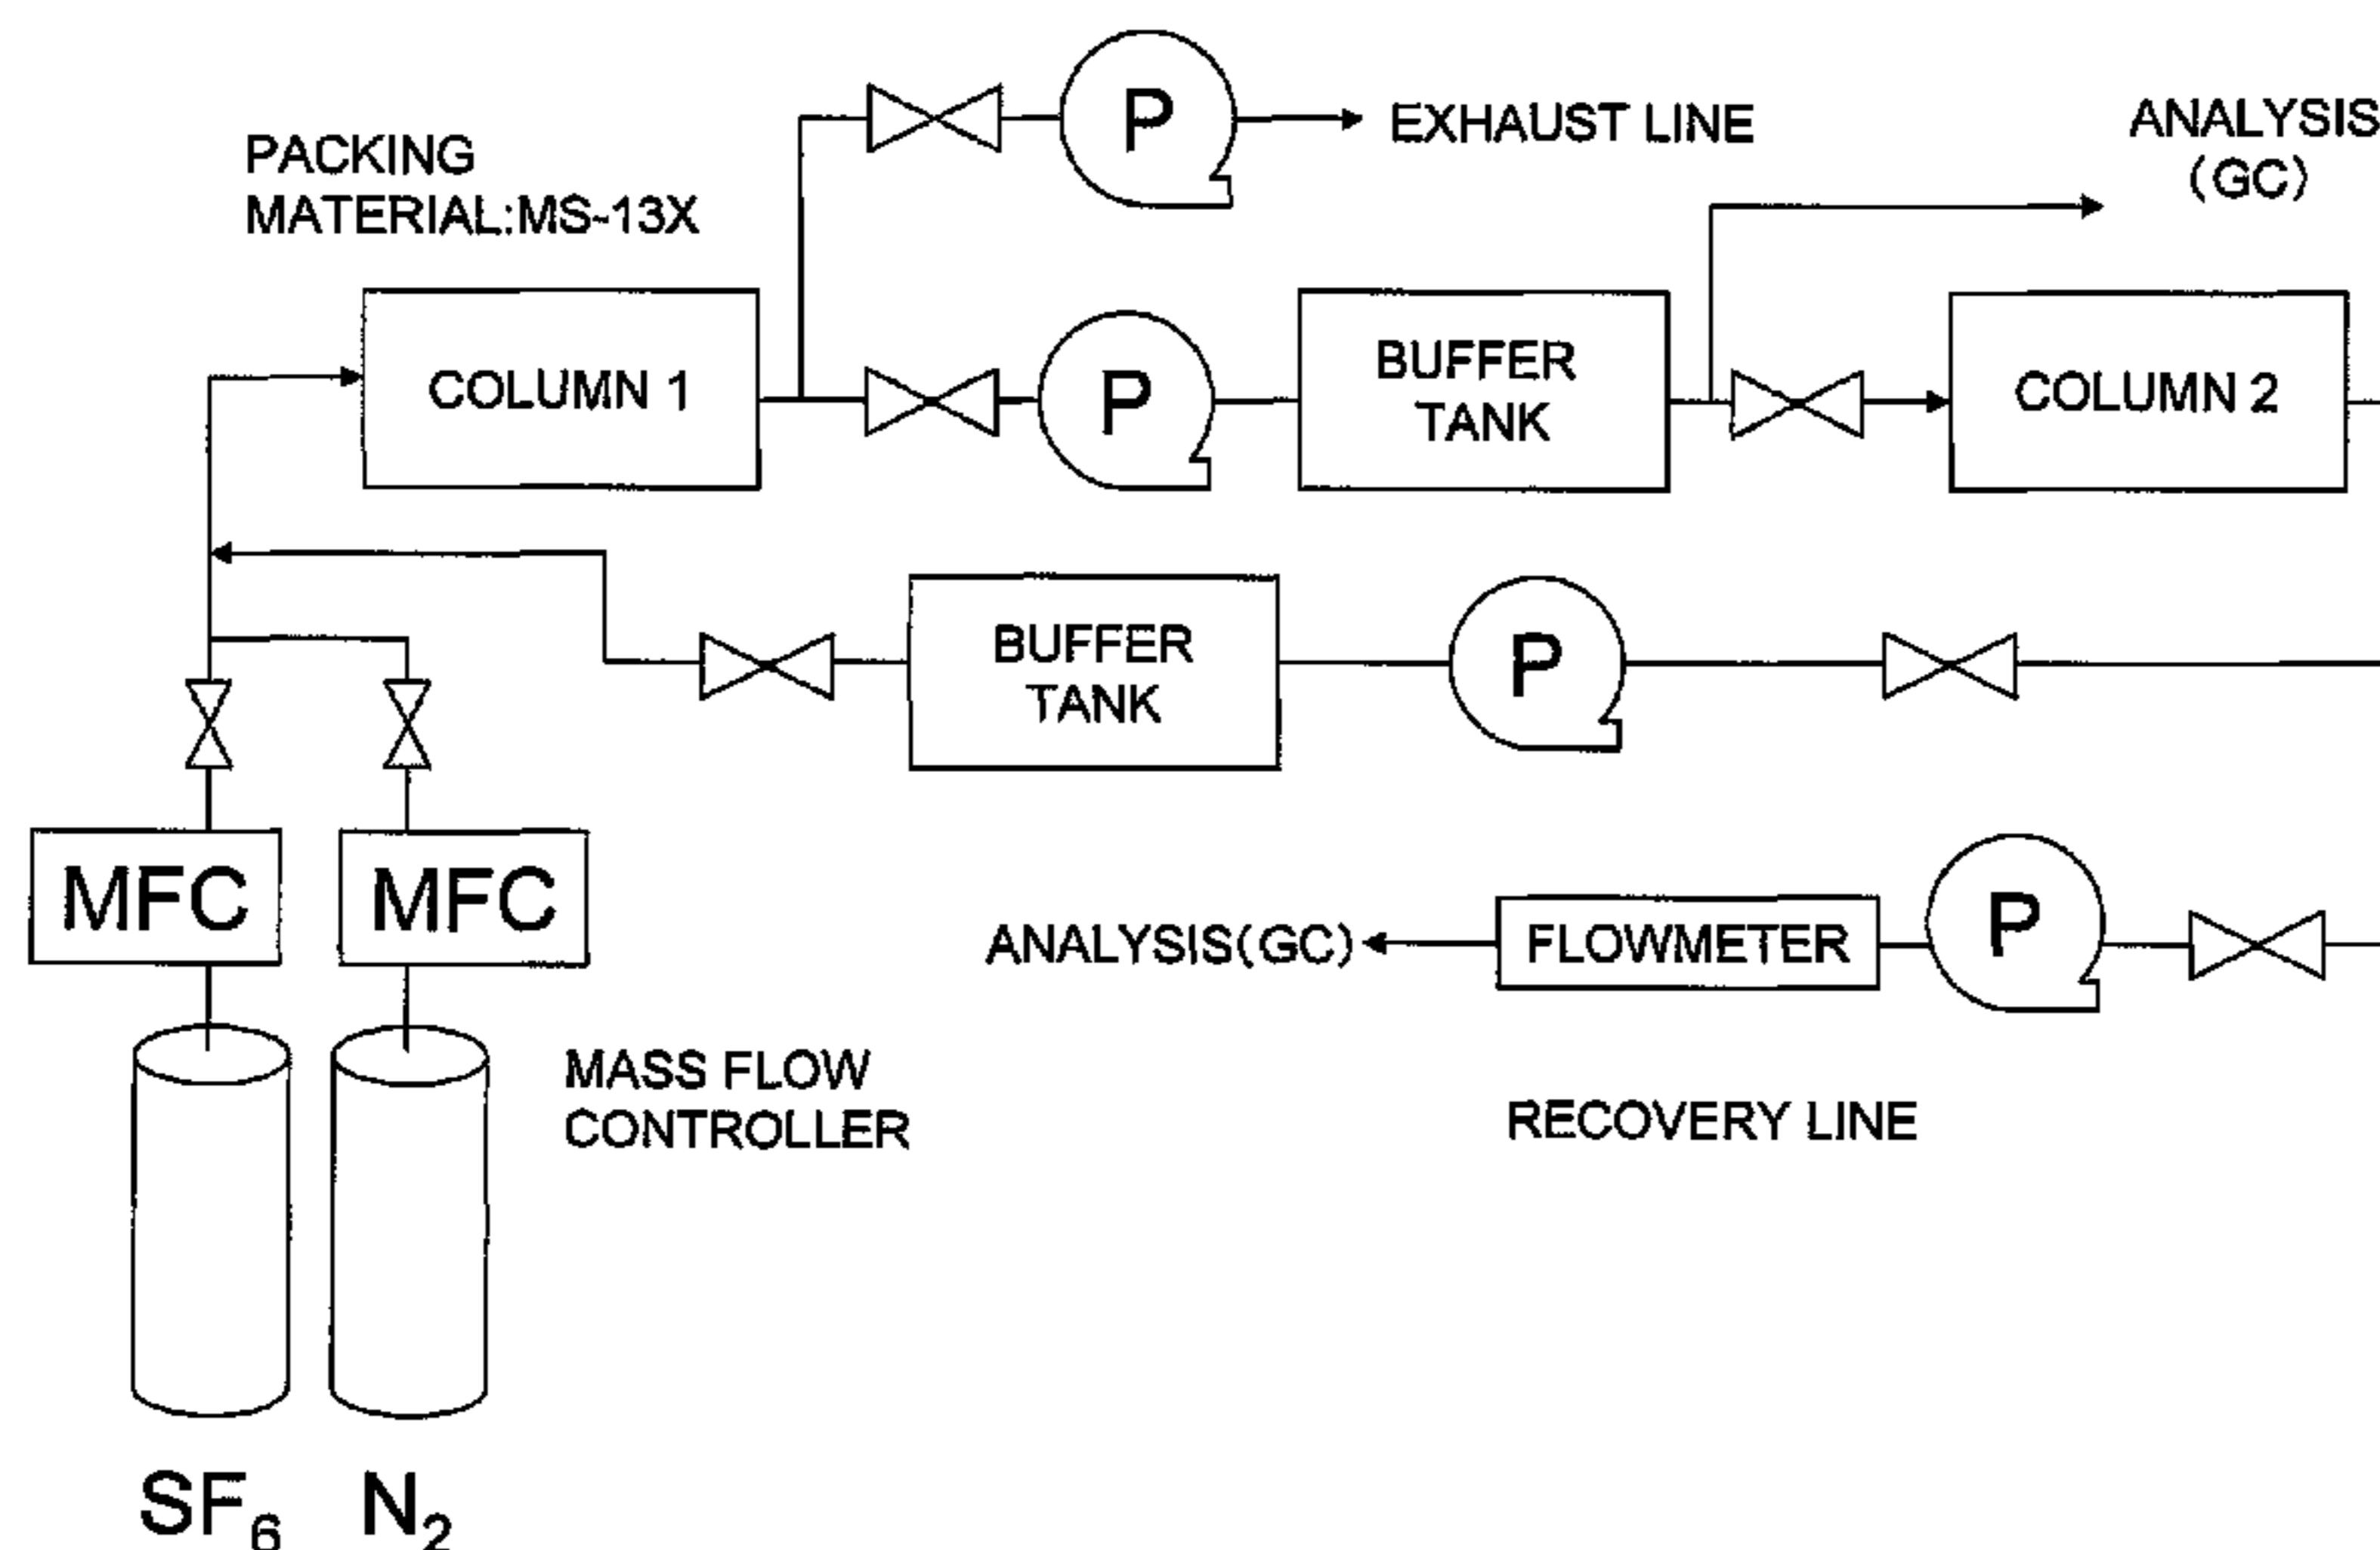 P
EXHAUST LINE
ANALYSIS
(GC)
PACKING
MATERIAL:MS-13X
COLUMN 1
P
BUFFER
TANK
COLUMN 2
BUFFER
TANK
P
MFC
MFC
ANALYSIS(GC)
FLOWMETER
P
MASS FLOW
CONTROLLER
RECOVERY LINE
SF6
N2